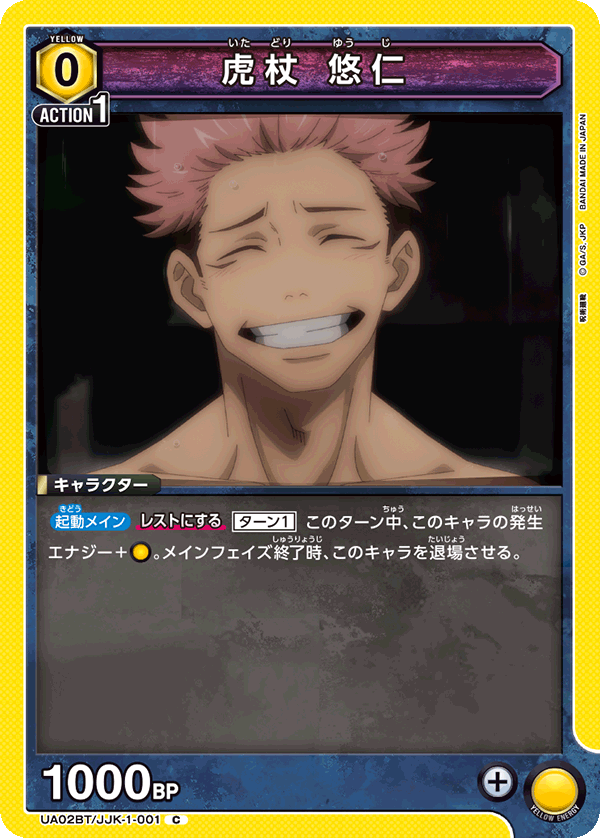 YELLOW
0
ACTION 1
いたどり ゆうじ
虎杖 悠仁
BANDAI MADE IN JAPAN
© GA/S, JKP
呪術廻戦
キャラクター
きどう ちゅう はっせい
起動メイン レストにする ターン1 このターン中、このキャラの発生
しゅうりょうじ たいじょう
エナジー+。メインフェイズ終了時、このキャラを退場させる。
1000BP
+
YELLOW ENERGY
UA02BT/JJK-1-001 C